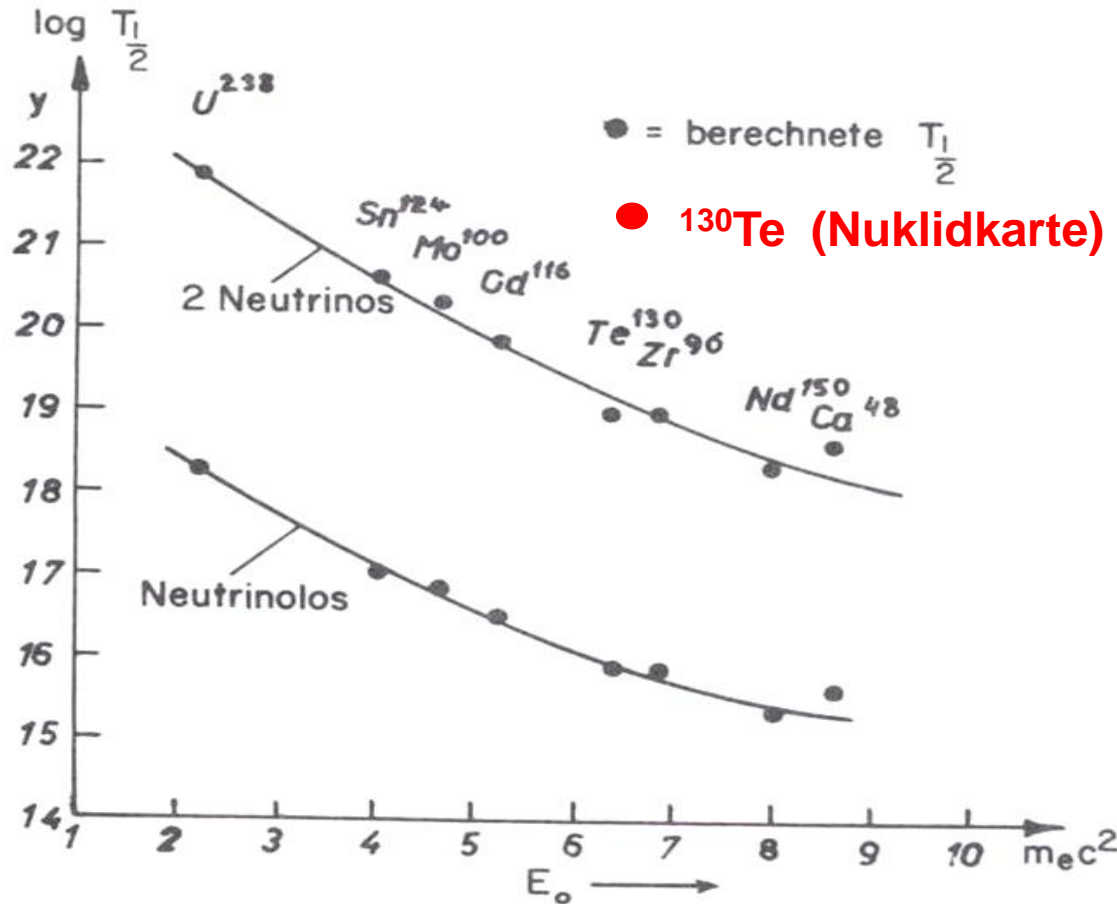 log T 1/2
y
U²³⁸
= berechnete T 1/2
¹³⁰Te (Nuklidkarte)
22
Sn¹²⁴
Mo¹⁰⁰
Cd¹¹⁶
21
2 Neutrinos
20
Te¹³⁰
Zr⁹⁶
Nd¹⁵⁰
Ca⁴⁸
19
18
17
Neutrinolos
16
15
14
1 2 3 4 5 6 7 8 9 10 mₑc²
E₀